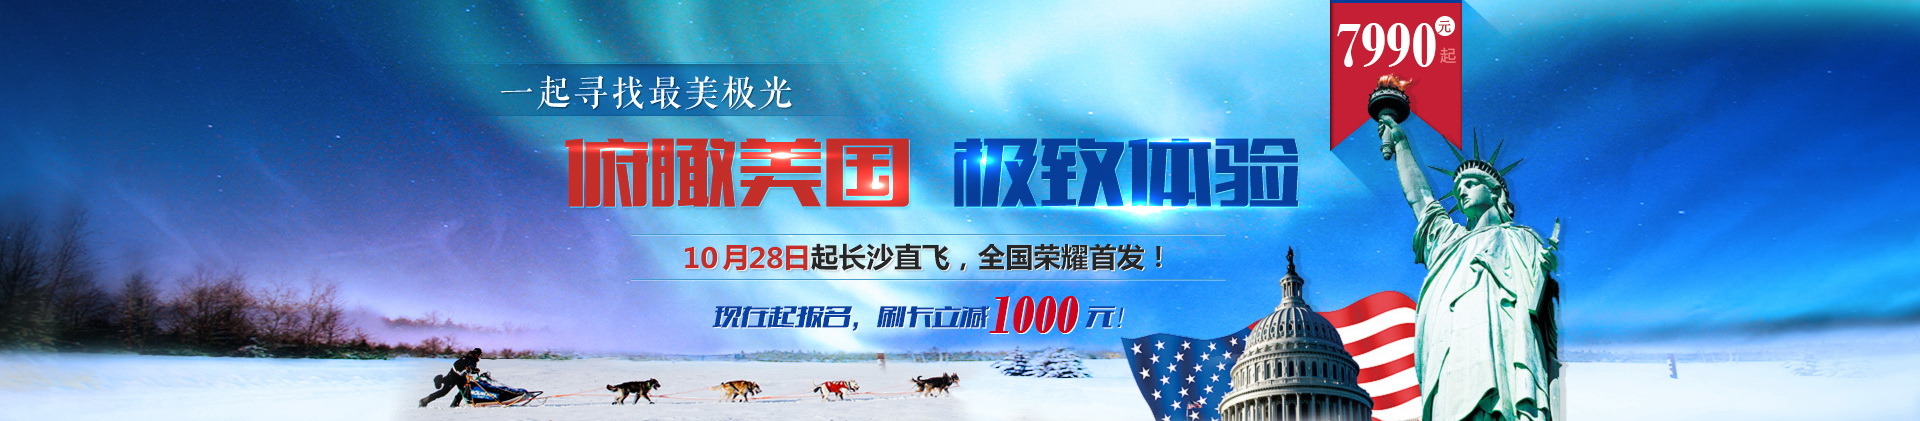 7990元起
一起寻找最美极光
俯瞰美国 极致体验
10月28日起长沙直飞，全国荣耀首发！
现在起报名，刷卡立减1000元!